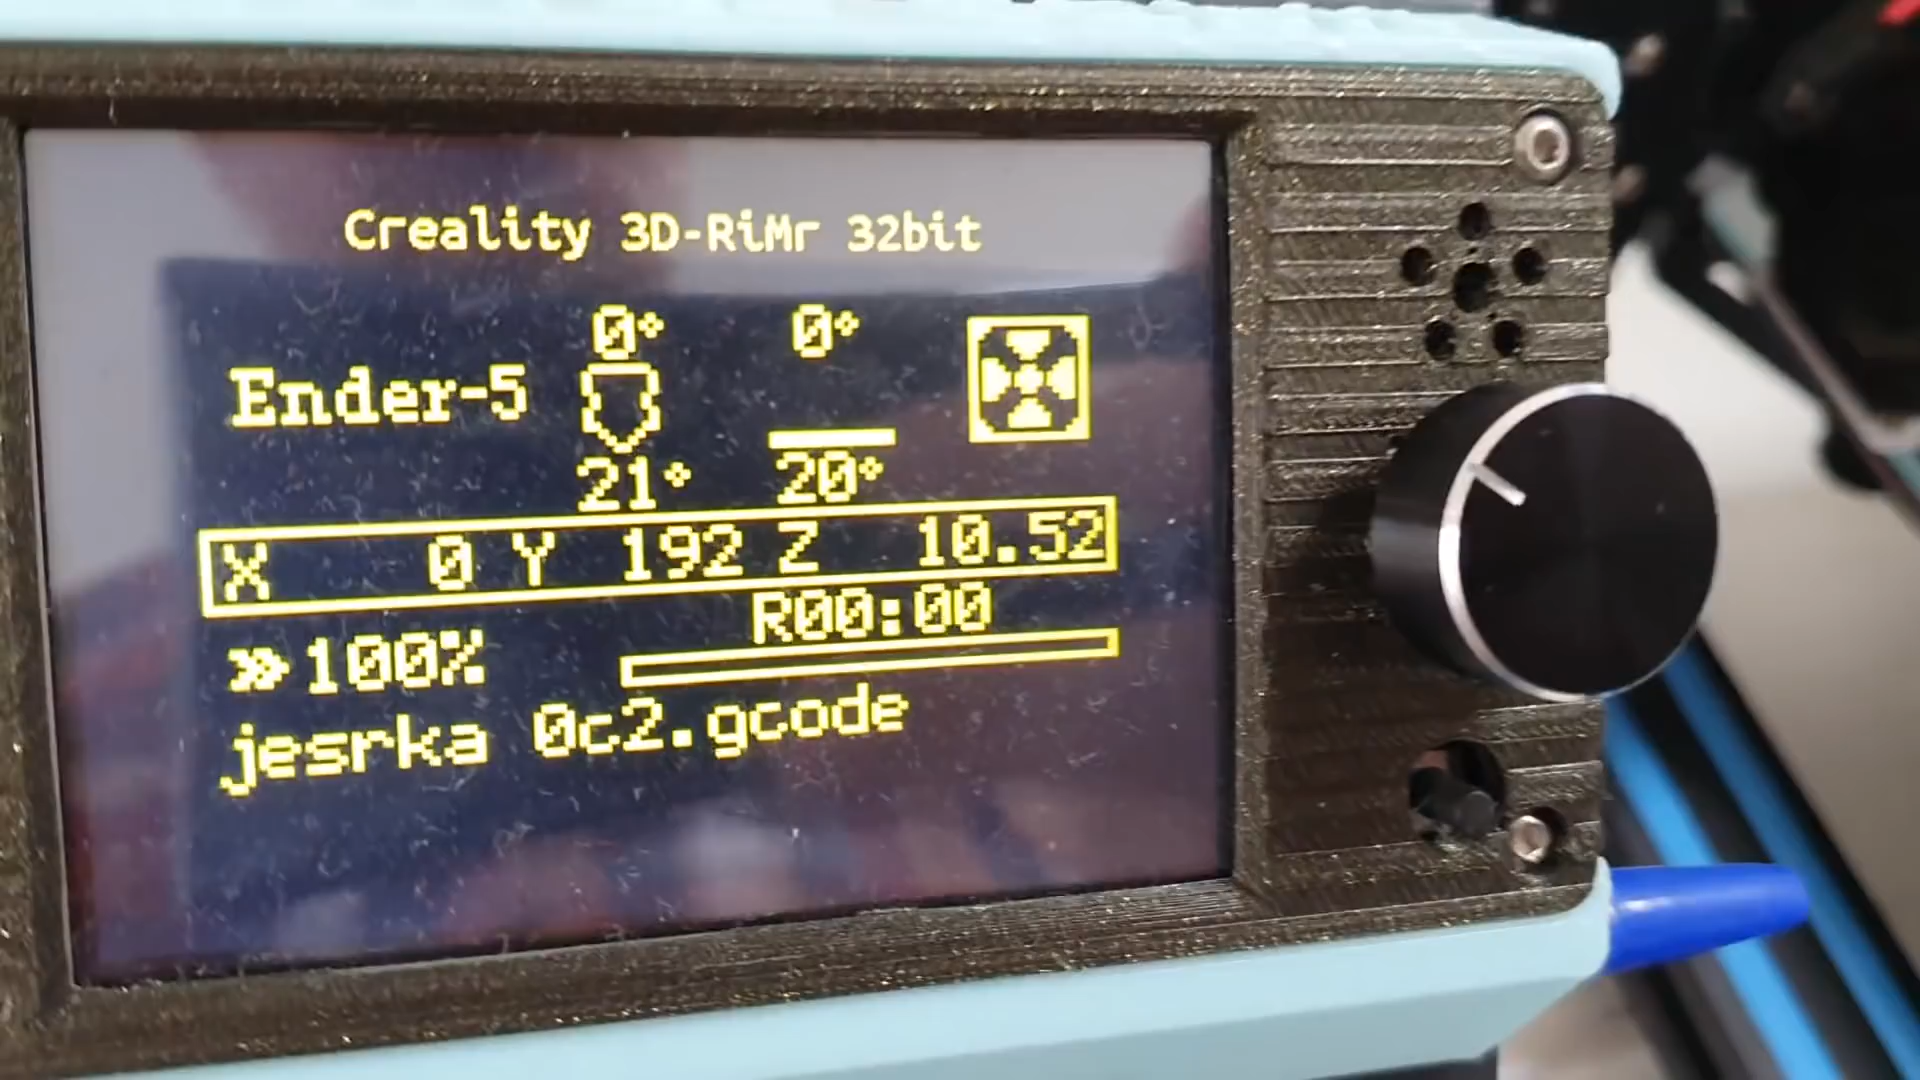 Creality 3D-RiMr 32bit
0° 0°
Ender-5
21° 20°
X 0 Y 192 Z 10.52
R00:00
»100%
jesrka 0c2.gcode